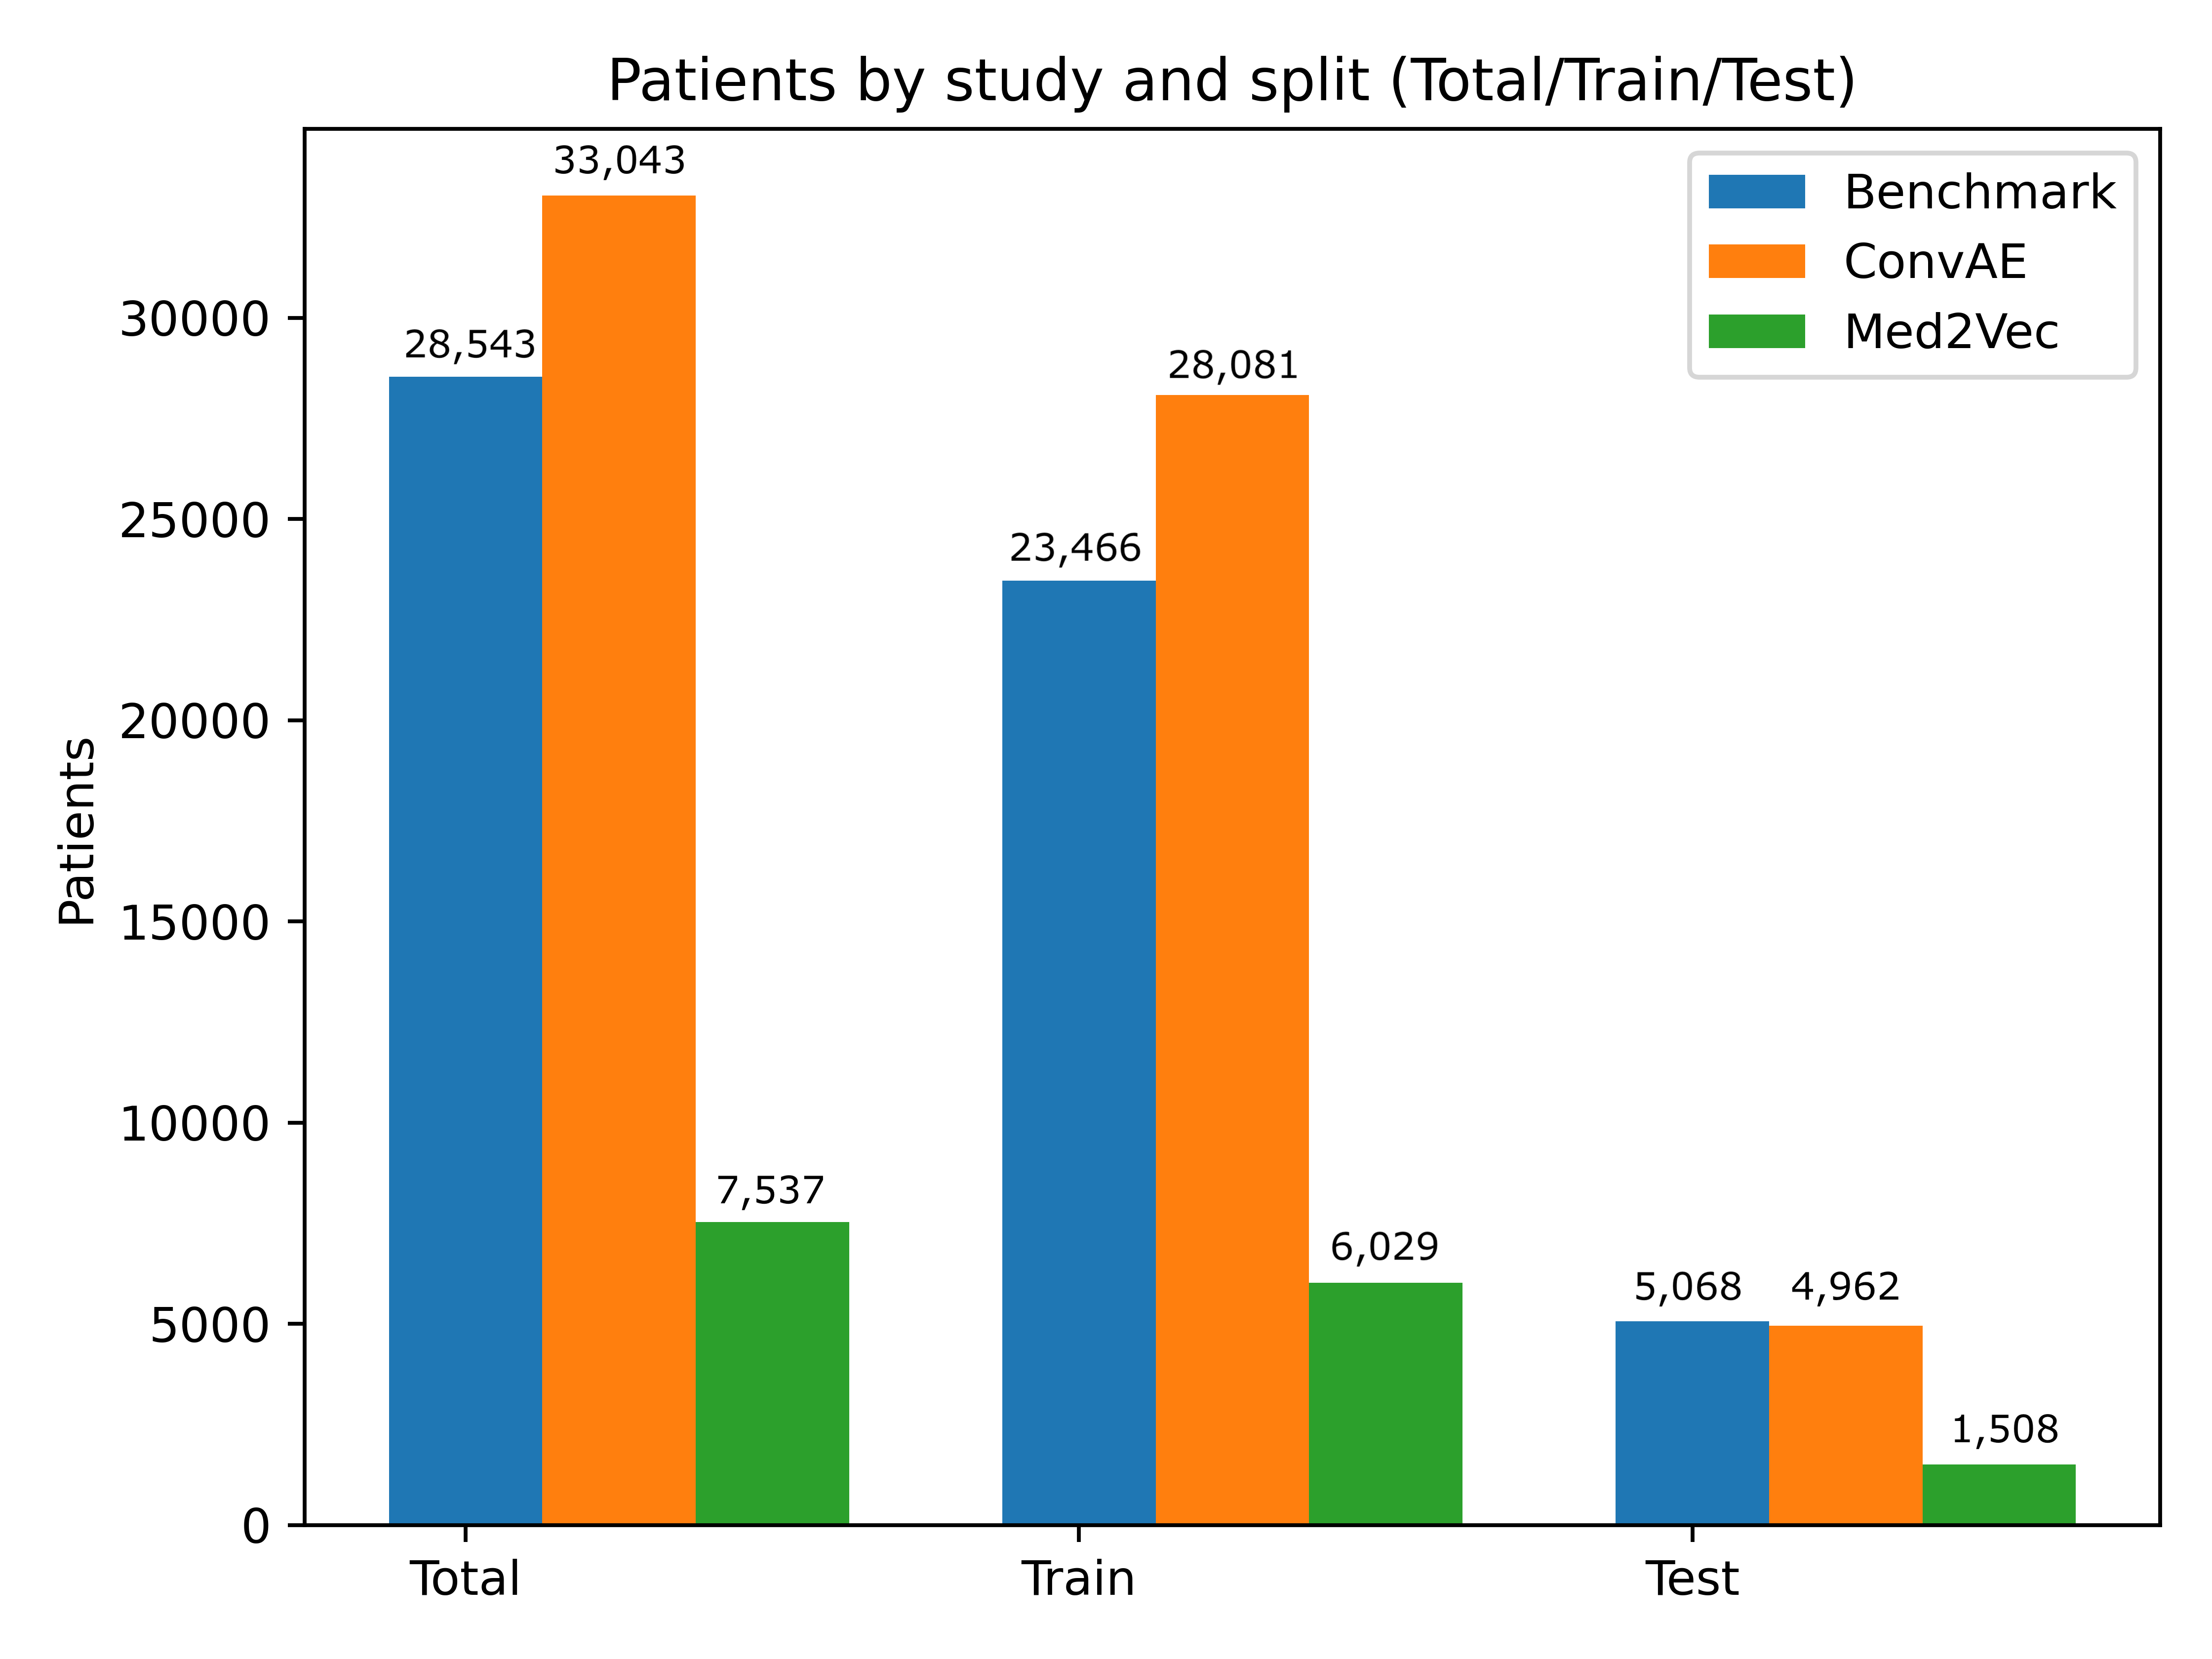 Patients by study and split (Total/Train/Test)
Benchmark
ConvAE
Med2Vec
Patients
30000
25000
20000
15000
10000
5000
0
28,543
33,043
7,537
23,466
28,081
6,029
5,068
4,962
1,508
Total
Train
Test